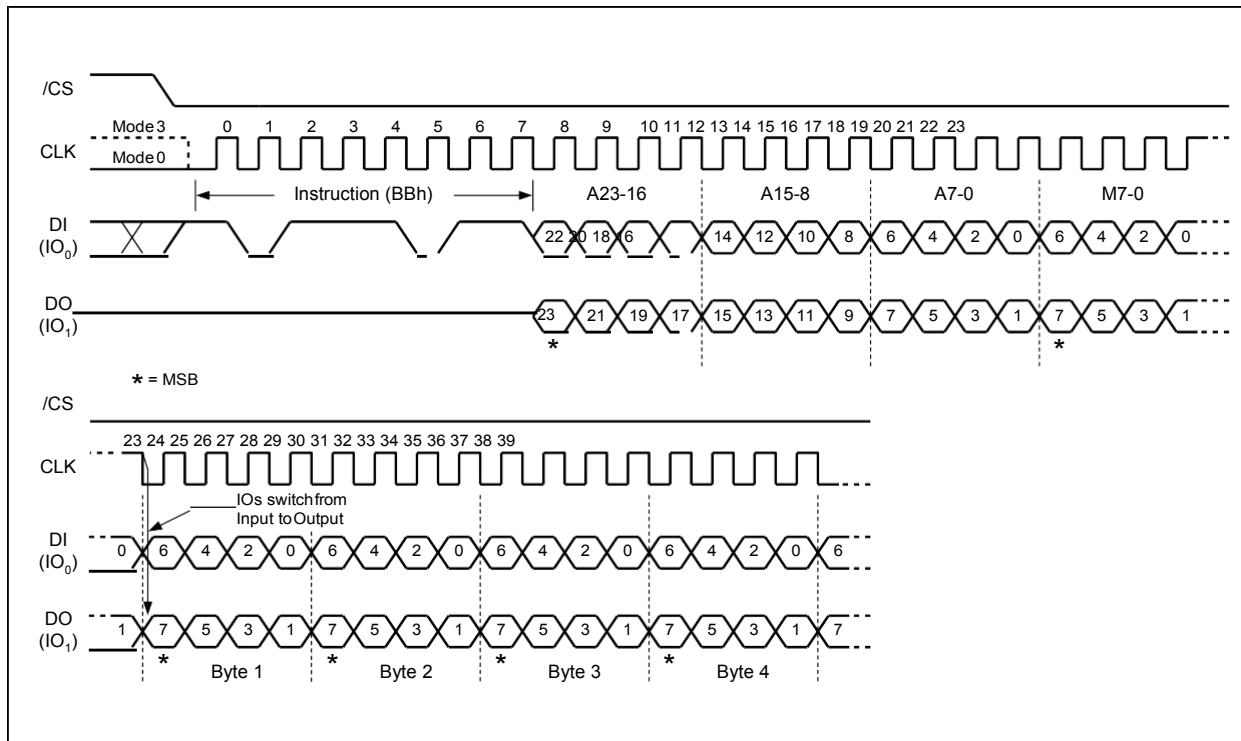 /CS
Mode 3
0 1 2 3 4 5 6 7 8 9 10 11 12 13 14 15 16 17 18 19 20 21 22 23
CLK
Mode 0
Instruction (BBh) A23-16 A15-8 A7-0 M7-0
DI
(IO0)
22 20 18 16 14 12 10 8 6 4 2 0 6 4 2 0
DO
(IO1)
23 21 19 17 15 13 11 9 7 5 3 1 7 5 3 1
* *
* = MSB
/CS
23 24 25 26 27 28 29 30 31 32 33 34 35 36 37 38 39
CLK
IOs switch from
Input to Output
DI
(IO0)
0 6 4 2 0 6 4 2 0 6 4 2 0 6 4 2 0 6
DO
(IO1)
1 7 5 3 1 7 5 3 1 7 5 3 1 7 5 3 1 7
* * * *
Byte 1 Byte 2 Byte 3 Byte 4